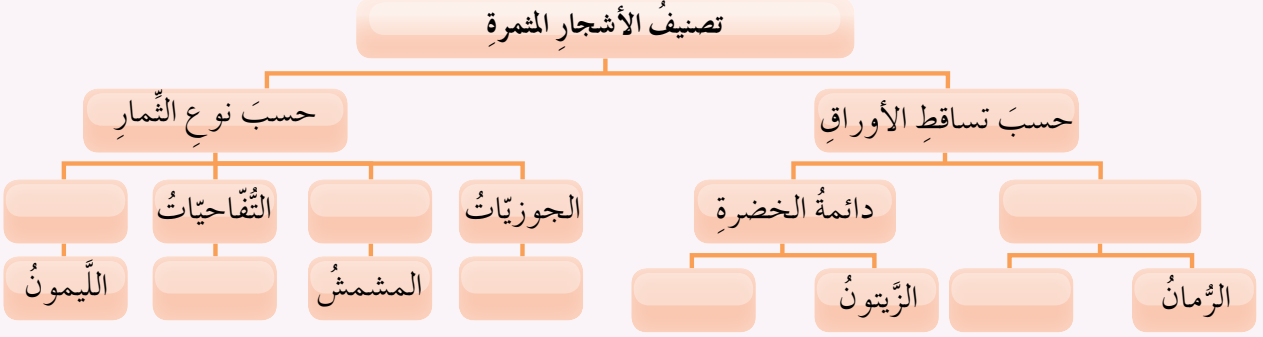 تصنيفُ الأشجارِ المثمرةِ
حسبَ تساقطِ الأوراقِ
حسبَ نوعِ الثِّمارِ
دائمةُ الخضرةِ
الجوزيّاتُ
التُّفّاحيّاتُ
الرُّمانُ
الزَّيتونُ
المشمشُ
اللَّيمونُ